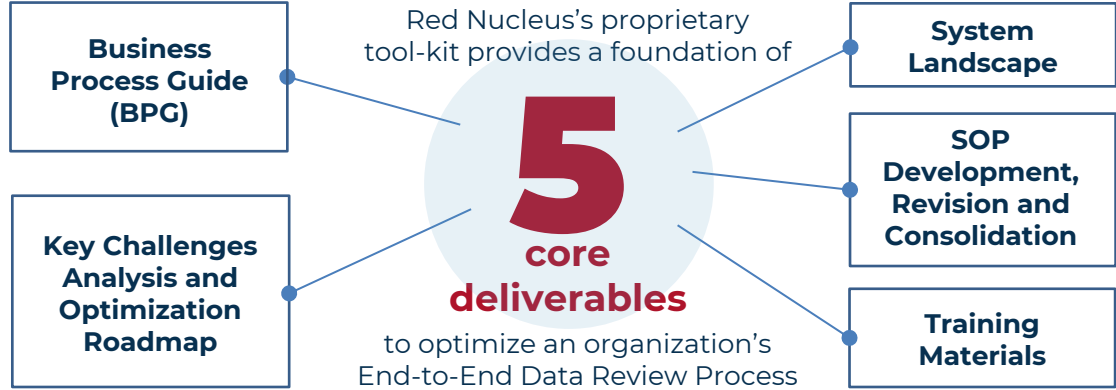 Business
Process Guide
(BPG)
Key Challenges
Analysis and
Optimization
Roadmap
Red Nucleus’s proprietary
tool-kit provides a foundation of
5
core
deliverables
to optimize an organization’s
End-to-End Data Review Process
System
Landscape
SOP
Development,
Revision and
Consolidation
Training
Materials